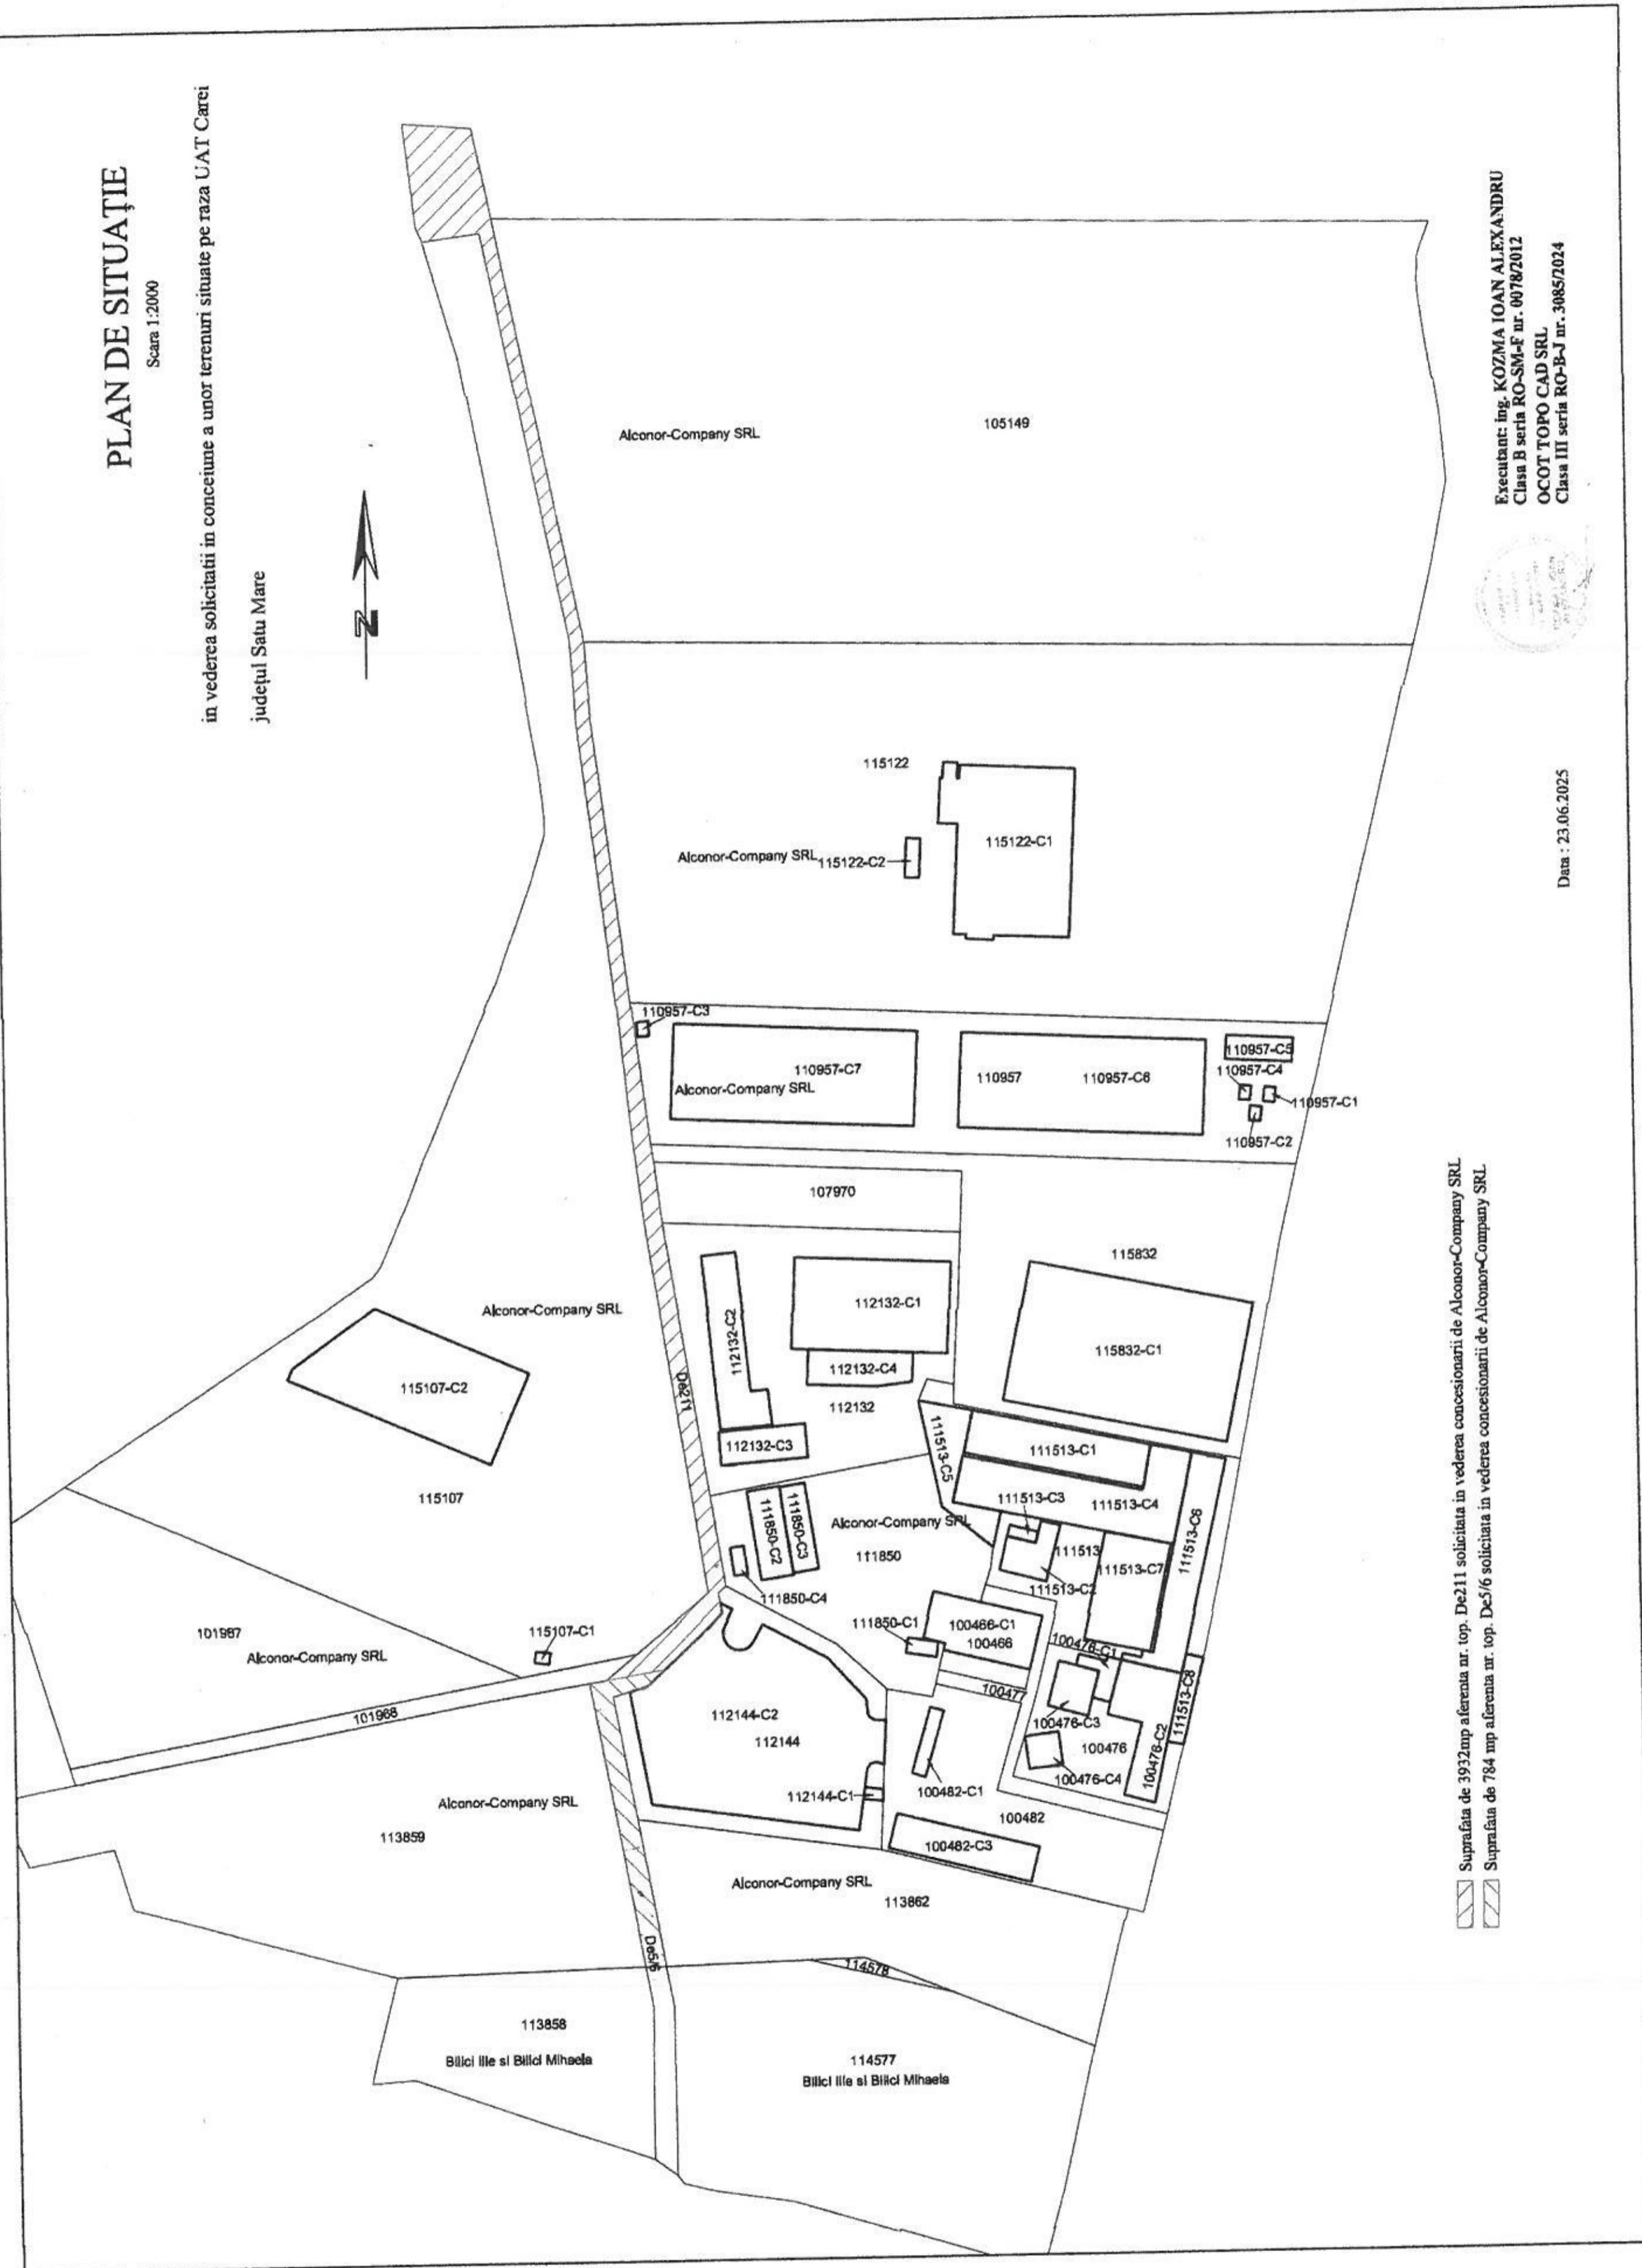 PLAN DE SITUAȚIE
Scara 1:2000
in vederea solicitatii in conceiune a unor terenuri situate pe raza UAT Carei
județul Satu Mare
N
Alconor-Company SRL
105149
115122
115122-C1
Alconor-Company SRL
115122-C2
110957-C3
110957-C7
Alconor-Company SRL
110957
110957-C6
110957-C5
110957-C4
110957-C1
110957-C2
107970
115832
115832-C1
Alconor-Company SRL
112132-C2
112132-C1
112132-C4
112132
112132-C3
De211
115107-C2
115107
111513-C5
111513-C1
111513-C3
111513-C4
111513-C6
111850-C2
111850-C3
Alconor-Company SRL
111850
111513
111513-C7
111513-C2
111850-C4
111850-C1
100466-C1
100466
100476-C1
101987
Alconor-Company SRL
115107-C1
101968
100477
111513-C8
112144-C2
112144
100476-C3
100476
100476-C2
100476-C4
112144-C1
100482-C1
100482
100482-C3
Alconor-Company SRL
113859
Alconor-Company SRL
113862
De5/6
114578
113858
Bilici Ilie si Bilici Mihaela
114577
Bilici Ilie si Bilici Mihaela
Suprafata de 3932mp aferenta nr. top. De211 solicitata in vederea concesionarii de Alconor-Company SRL
Suprafata de 784 mp aferenta nr. top. De5/6 solicitata in vederea concesionarii de Alconor-Company SRL
Data : 23.06.2025
Executant: ing. KOZMA IOAN ALEXANDRU
Clasa B seria RO-SM-F nr. 0078/2012
OCOT TOPO CAD SRL
Clasa III seria RO-B-J nr. 3085/2024